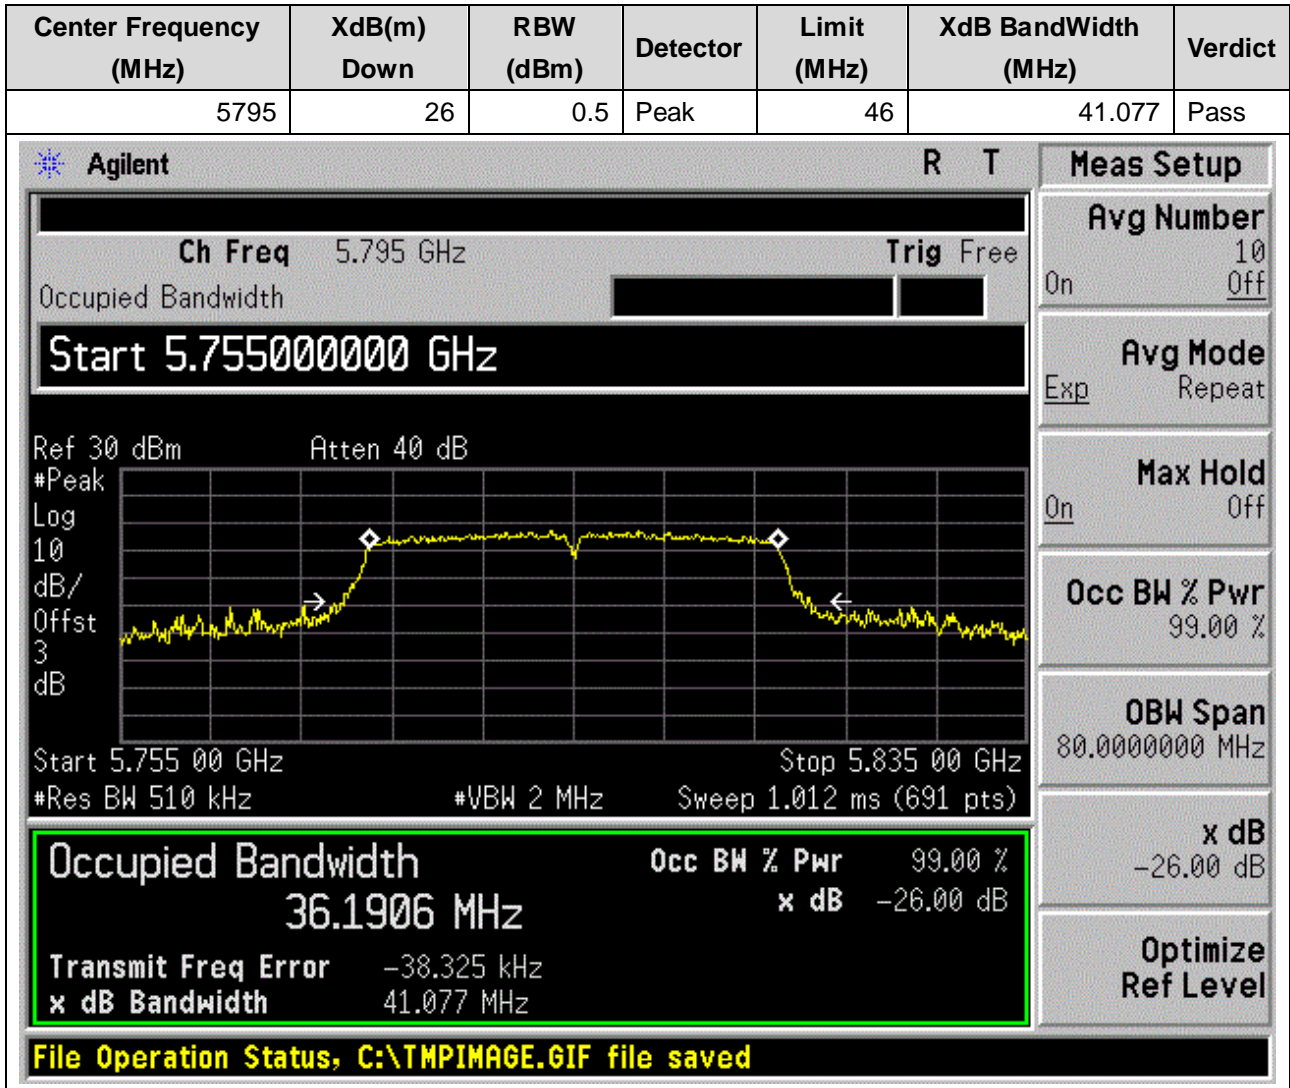 Center Frequency (MHz) XdB(m) Down RBW (dBm) Detector Limit (MHz) XdB BandWidth (MHz) Verdict
5795 26 0.5 Peak 46 41.077 Pass
Agilent R T
Ch Freq 5.795 GHz Trig Free
Occupied Bandwidth
Start 5.755000000 GHz
Ref 30 dBm Atten 40 dB
#Peak
Log
10
dB/
Offst
3
dB
Start 5.755 00 GHz Stop 5.835 00 GHz
#Res BW 510 kHz #VBW 2 MHz Sweep 1.012 ms (691 pts)
Occupied Bandwidth Occ BW % Pwr 99.00 %
36.1906 MHz x dB -26.00 dB
Transmit Freq Error -38.325 kHz
x dB Bandwidth 41.077 MHz
File Operation Status, C:\TMPIMAGE.GIF file saved
Meas Setup
Avg Number
10
On Off
Avg Mode
Exp Repeat
Max Hold
On Off
Occ BW % Pwr
99.00 %
OBW Span
80.0000000 MHz
x dB
-26.00 dB
Optimize
Ref Level